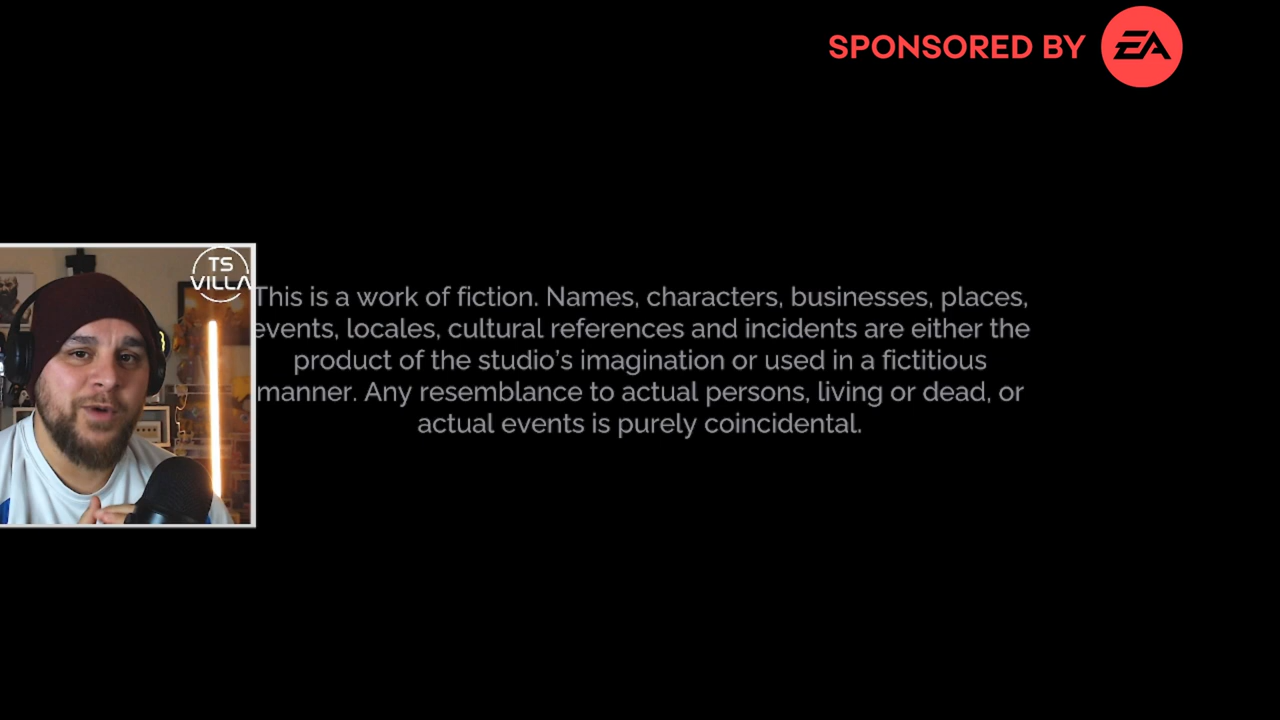 SPONSORED BY EA
TS
VILLA
This is a work of fiction. Names, characters, businesses, places,
events, locales, cultural references and incidents are either the
product of the studio's imagination or used in a fictitious
manner. Any resemblance to actual persons, living or dead, or
actual events is purely coincidental.